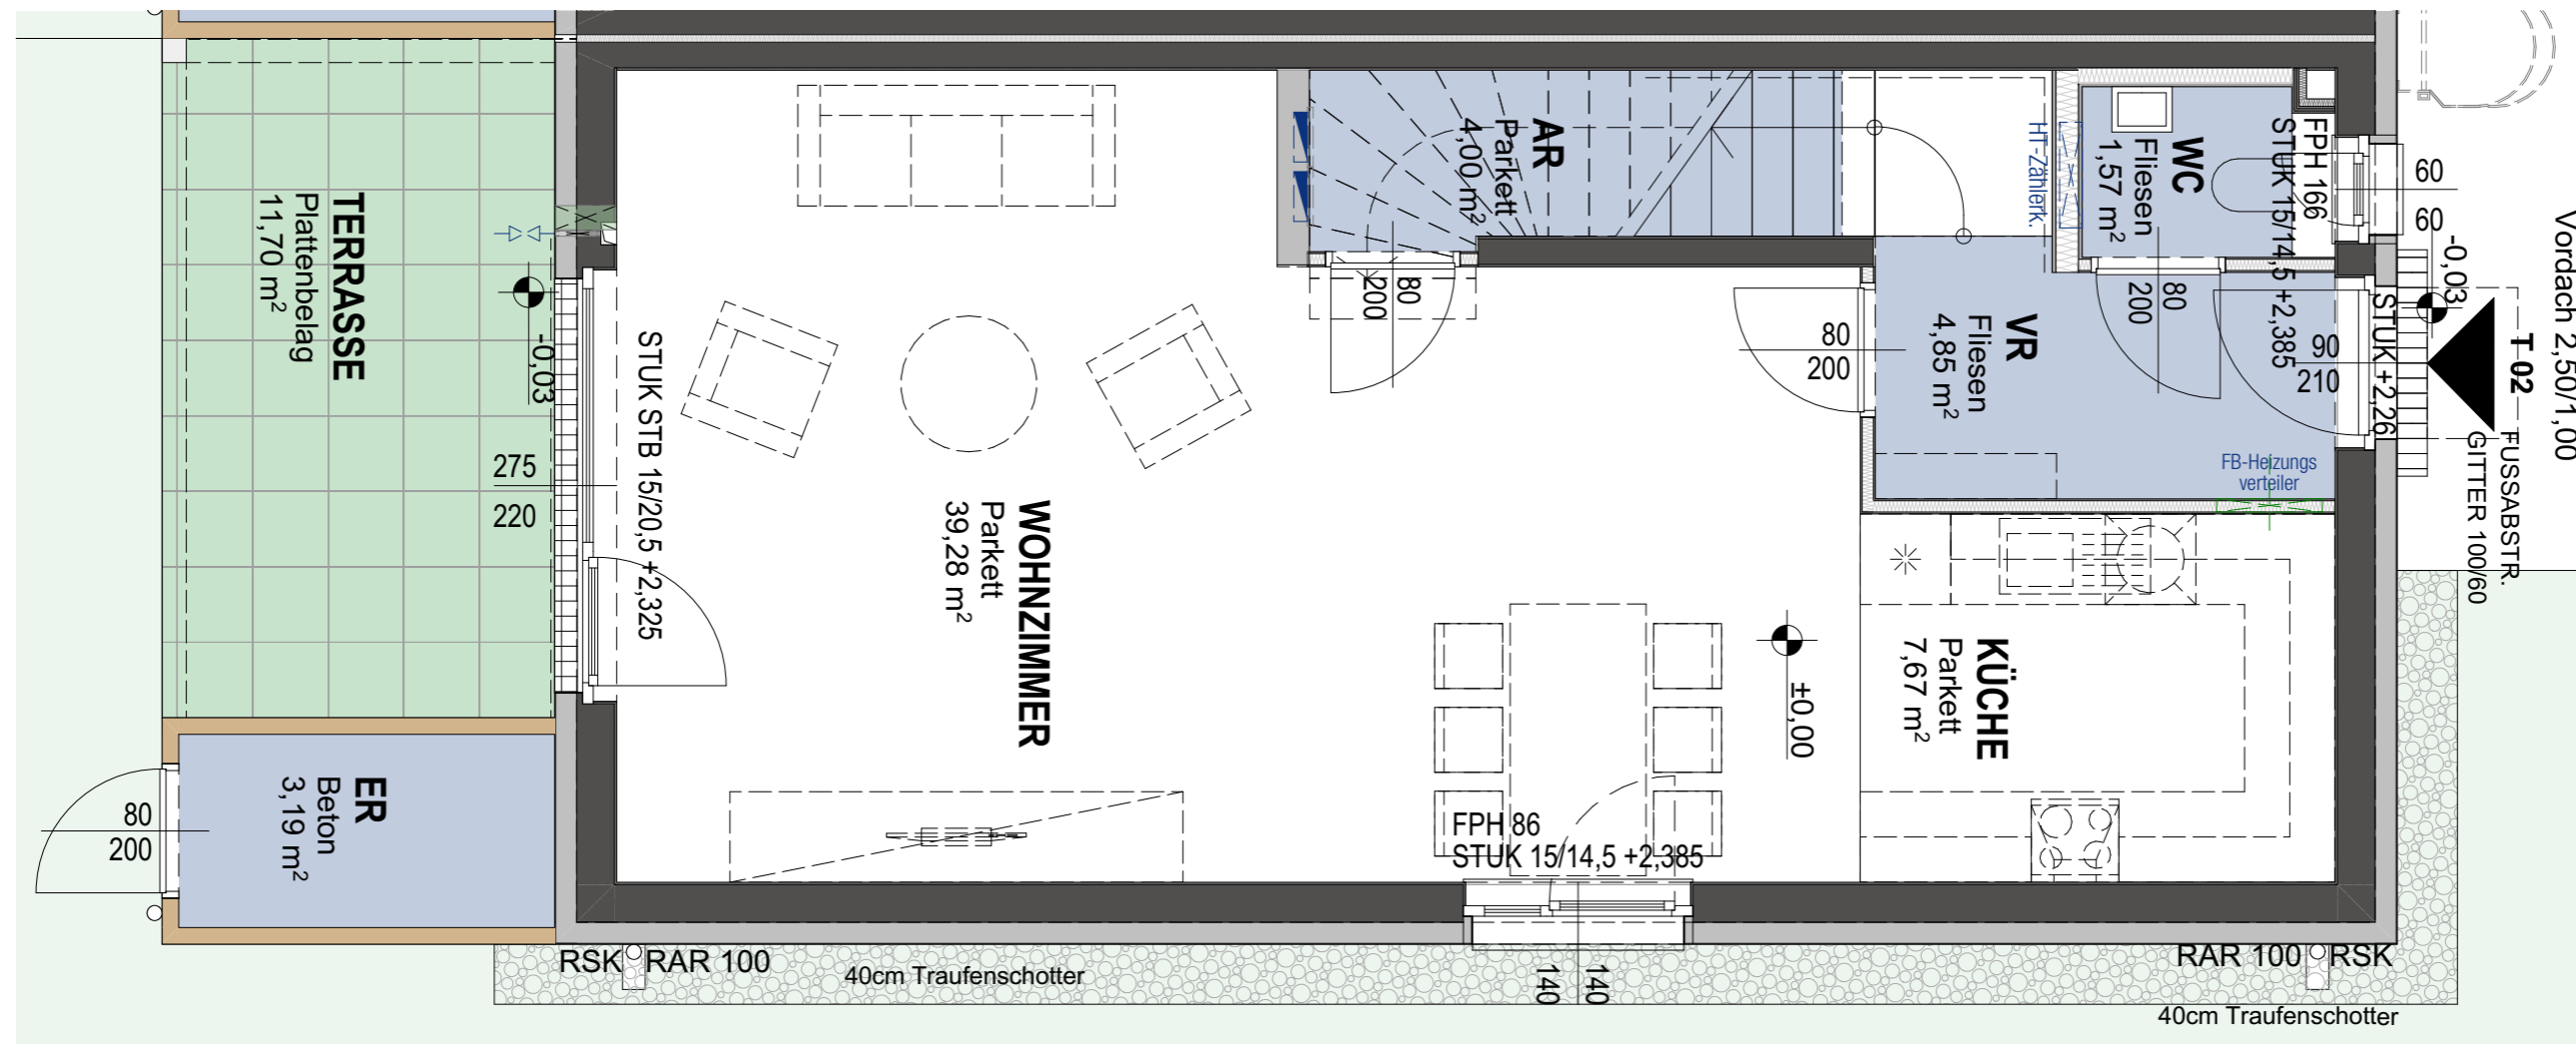 TERRASSE
Plattenbelag
11,70 m²
-0,03
275
220
STUK STB 15/20,5 +2,325
ER
Beton
3,19 m²
80
200
WOHNZIMMER
Parkett
39,28 m²
AR
Parkett
4,00 m²
80
200
HT-Zählerk.
WC
Fliesen
1,57 m²
FPH 166
STUK 15/14,5 +2,385
60
60
80
200
VR
Fliesen
4,85 m²
80
200
90
210
STUK +2,26
-0,03
FB-Heizungs
verteiler
T 02
Vordach 2,50/1,00
FUSSABSTR.
GITTER 100/60
KÜCHE
Parkett
7,67 m²
±0,00
FPH 86
STUK 15/14,5 +2,385
140
140
RSK
RAR 100
40cm Traufenschotter
RAR 100
RSK
40cm Traufenschotter